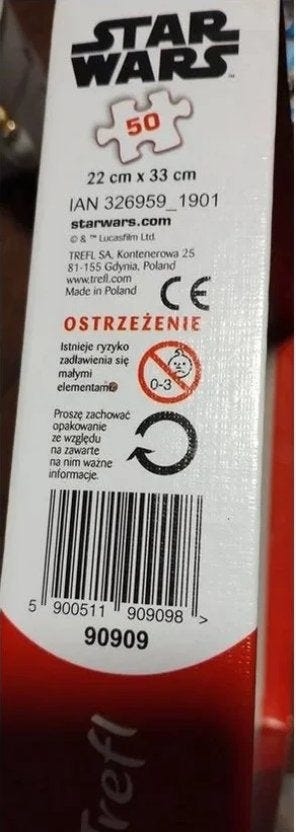 STAR
WARS™
50
22 cm x 33 cm
IAN 326959_1901
starwars.com
© & ™ Lucasfilm Ltd.
TREFL SA, Kontenerowa 25
81-155 Gdynia, Poland
www.trefl.com
Made in Poland
CE
OSTRZEŻENIE
Istnieje ryzyko
zadławienia się
małymi
elementami
0-3
Proszę zachować
opakowanie
ze względu
na zawarte
na nim ważne
informacje.
5 900511 909098 >
90909
Trefl